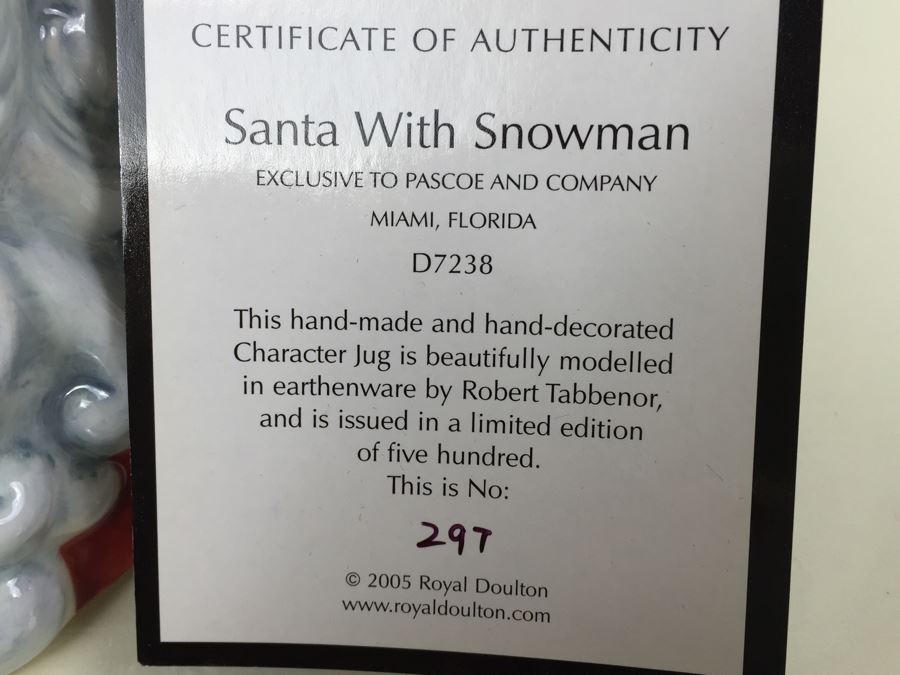 CERTIFICATE OF AUTHENTICITY
Santa With Snowman
EXCLUSIVE TO PASCOE AND COMPANY
MIAMI, FLORIDA
D7238
This hand-made and hand-decorated
Character Jug is beautifully modelled
in earthenware by Robert Tabbenor,
and is issued in a limited edition
of five hundred.
This is No:
297
© 2005 Royal Doulton
www.royaldoulton.com